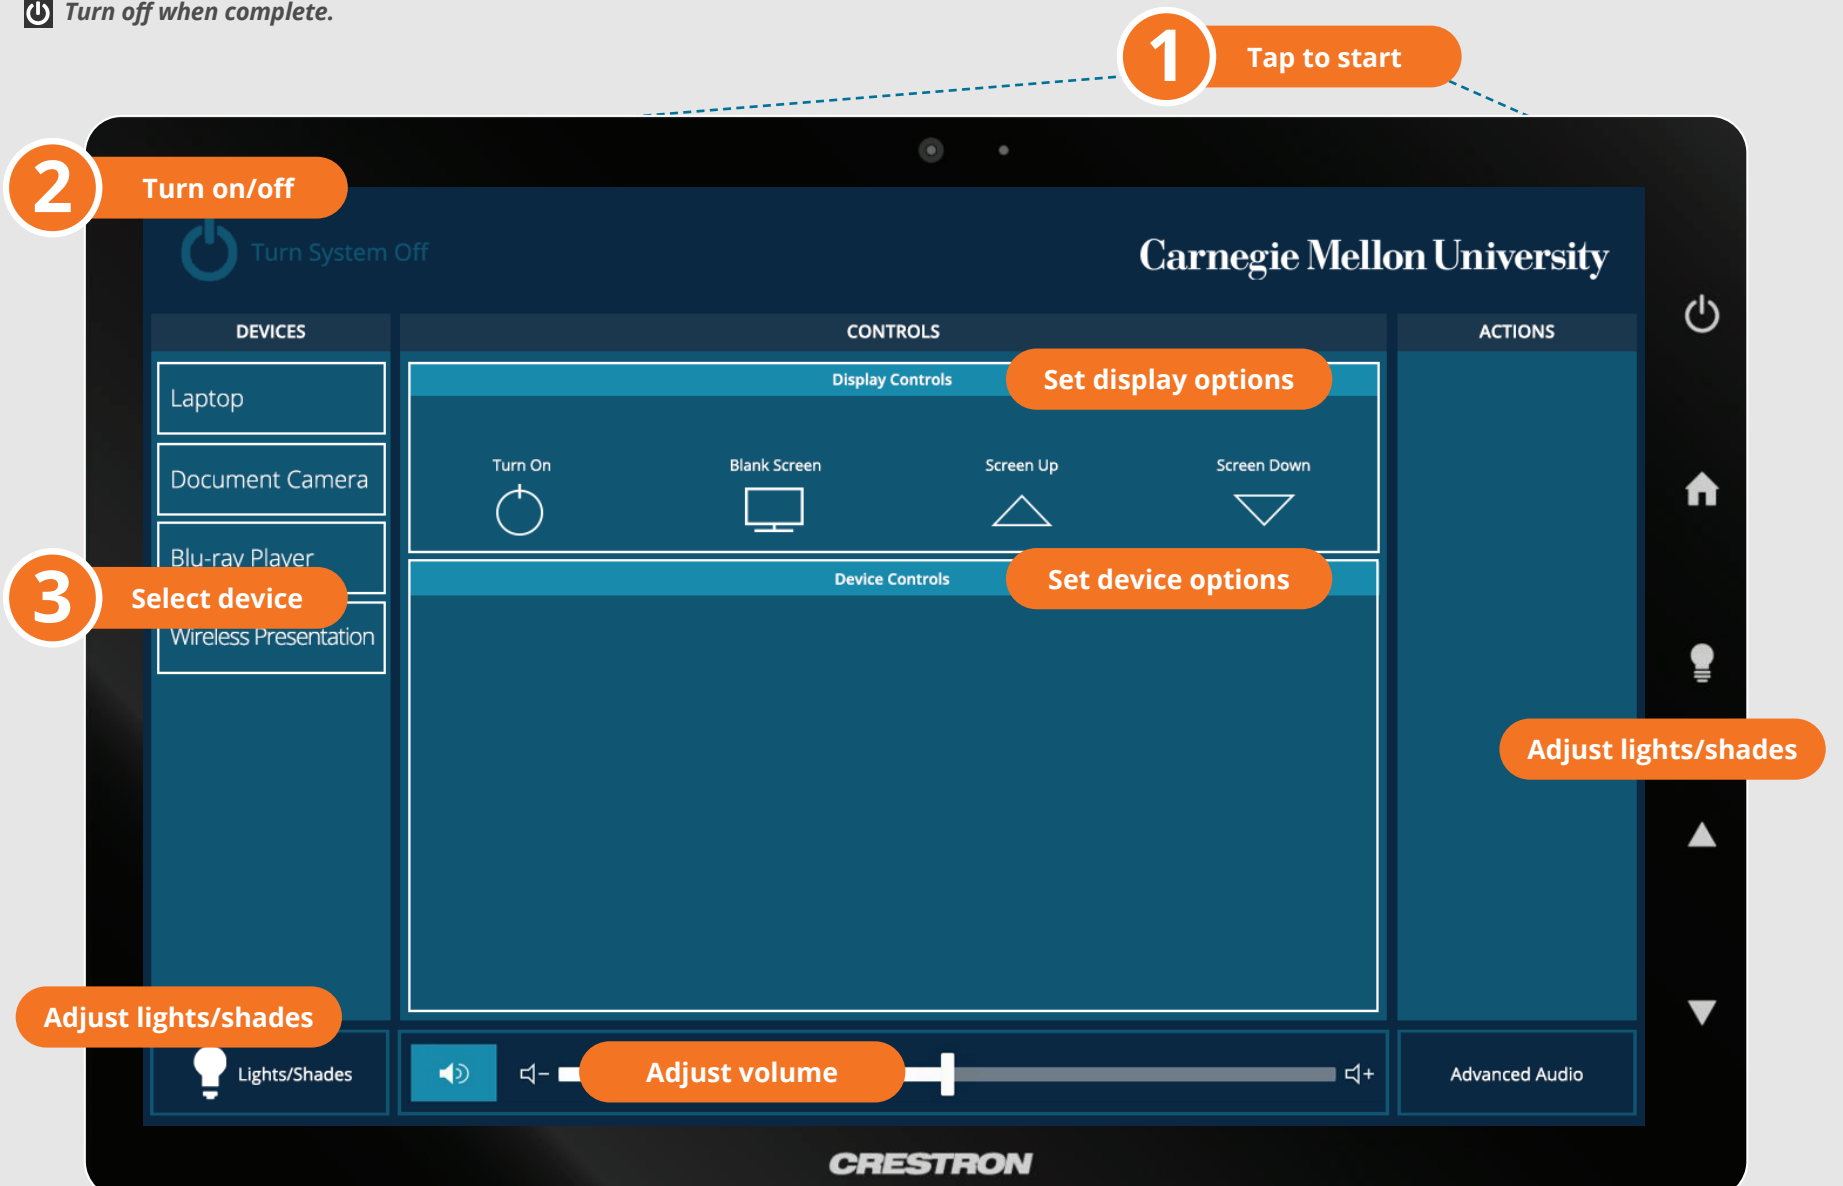 Turn off when complete.
1 Tap to start
2 Turn on/off
Turn System Off
Carnegie Mellon University
DEVICES
CONTROLS
ACTIONS
Laptop
Document Camera
Blu-ray Player
Wireless Presentation
3 Select device
Display Controls
Set display options
Turn On
Blank Screen
Screen Up
Screen Down
Device Controls
Set device options
Adjust lights/shades
Adjust lights/shades
Lights/Shades
Adjust volume
Advanced Audio
CRESTRON